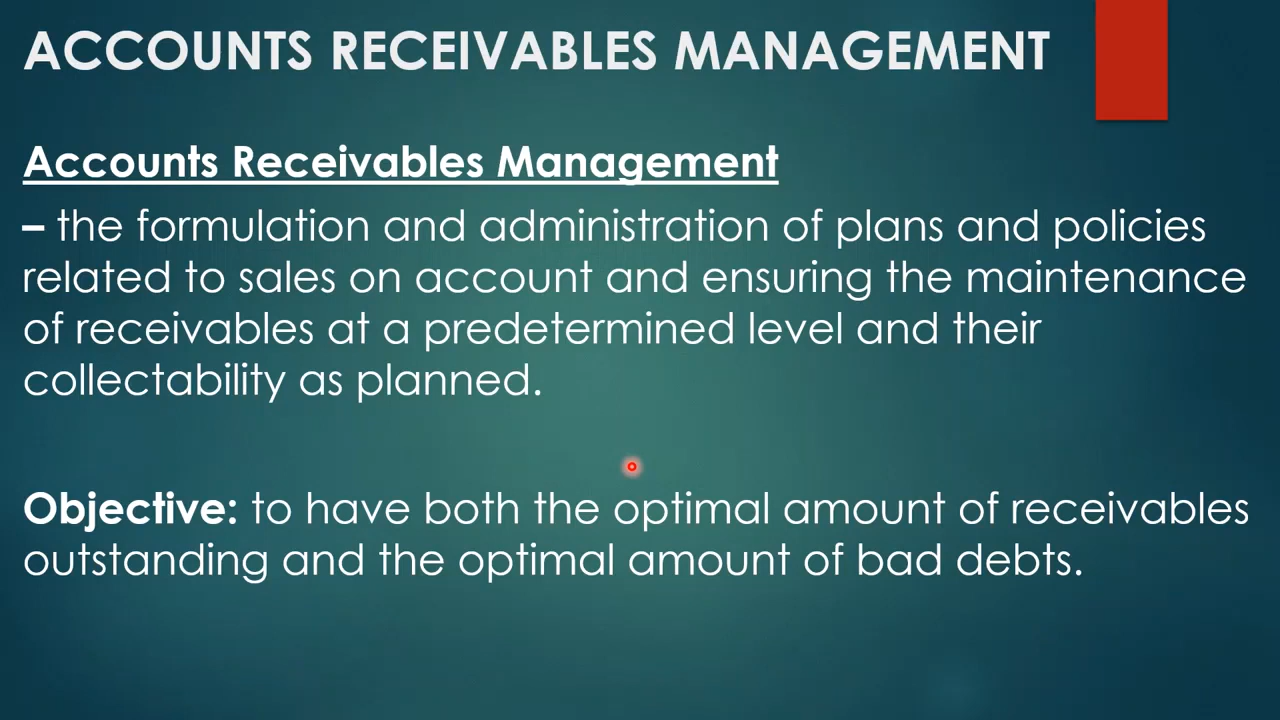 ACCOUNTS RECEIVABLES MANAGEMENT
Accounts Receivables Management
– the formulation and administration of plans and policies
related to sales on account and ensuring the maintenance
of receivables at a predetermined level and their
collectability as planned.
Objective: to have both the optimal amount of receivables
outstanding and the optimal amount of bad debts.